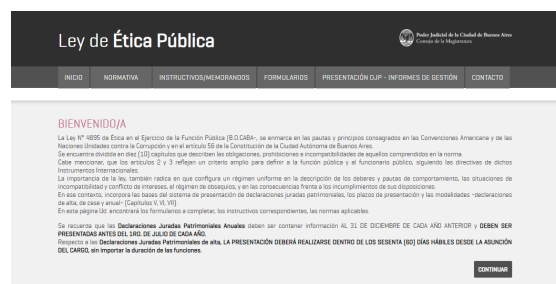 Ley de Ética Pública
Poder Judicial de la Ciudad de Buenos Aires
Consejo de la Magistratura
INICIO NORMATIVA INSTRUCTIVOS/MEMORANDOS FORMULARIOS PRESENTACIÓN DJP - INFORMES DE GESTIÓN CONTACTO
BIENVENIDO/A
La Ley N° 4895 de Ética en el Ejercicio de la Función Pública (B.O.CABA-, se enmarca en las pautas y principios consagrados en las Convenciones Americana y de las
Naciones Unidas contra la Corrupción y en el artículo 56 de la Constitución de la Ciudad Autónoma de Buenos Aires.
Se encuentra dividida en diez (10) capítulos que describen las obligaciones, prohibiciones e incompatibilidades de aquellos comprendidos en la norma.
Cabe mencionar, que los artículos 2 y 3 reflejan un criterio amplio para definir a la función pública y al funcionario público, siguiendo las directivas de dichos
Instrumentos Internacionales.
La importancia de la ley, también radica en que configura un régimen uniforme en la descripción de los deberes y pautas de comportamiento, las situaciones de
incompatibilidad y conflicto de intereses, el régimen de obsequios, y en las consecuencias frente a los incumplimientos de sus disposiciones.
En ese contexto, incorpora las bases del sistema de presentación de declaraciones juradas patrimoniales, los plazos de presentación y las modalidades -declaraciones
de alta, de cese y anual- (Capítulos V, VI, VII).
En esta página Ud. encontrará los formularios a completar, los instructivos correspondientes, las normas aplicables.
Se recuerda que las Declaraciones Juradas Patrimoniales Anuales deben ser contener información AL 31 DE DICIEMBRE DE CADA AÑO ANTERIOR y DEBEN SER
PRESENTADAS ANTES DEL 1RO. DE JULIO DE CADA AÑO.
Respecto a las Declaraciones Juradas Patrimoniales de alta, LA PRESENTACIÓN DEBERÁ REALIZARSE DENTRO DE LOS SESENTA (60) DÍAS HÁBILES DESDE LA ASUNCIÓN
DEL CARGO, sin importar la duración de las funciones.
CONTINUAR